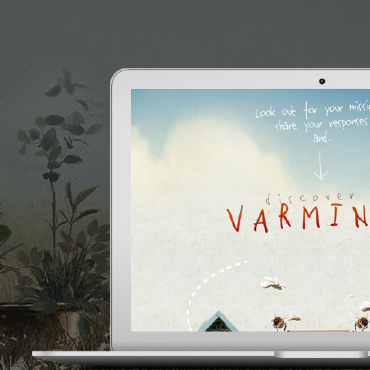 Look out for your missi
share your responses
and..
discover
VARMIN